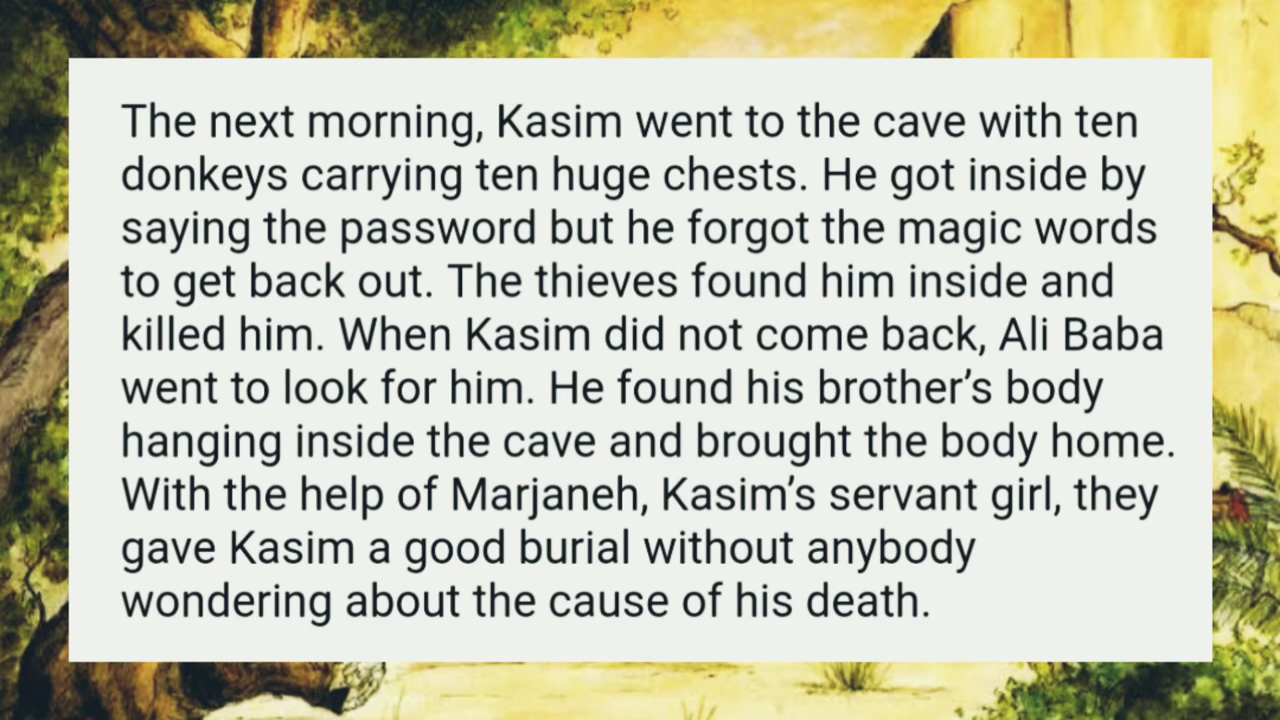 The next morning, Kasim went to the cave with ten
donkeys carrying ten huge chests. He got inside by
saying the password but he forgot the magic words
to get back out. The thieves found him inside and
killed him. When Kasim did not come back, Ali Baba
went to look for him. He found his brother’s body
hanging inside the cave and brought the body home.
With the help of Marjaneh, Kasim’s servant girl, they
gave Kasim a good burial without anybody
wondering about the cause of his death.